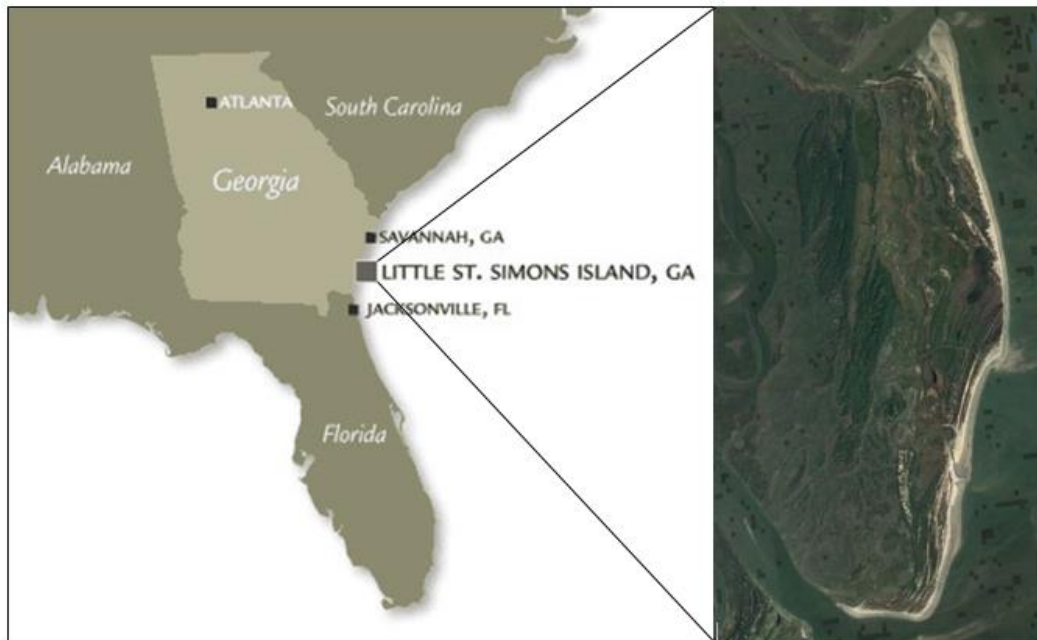 ATLANTA
South Carolina
Alabama
Georgia
SAVANNAH, GA
LITTLE ST. SIMONS ISLAND, GA
JACKSONVILLE, FL
Florida